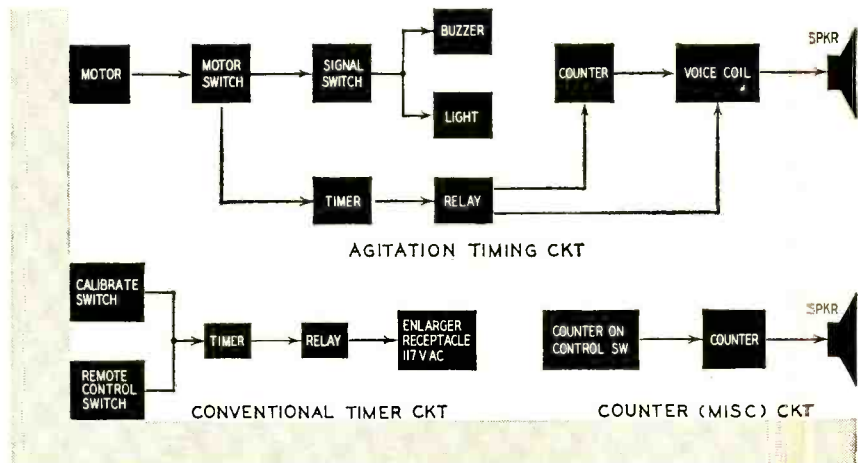 SPKR
BUZZER
MOTOR
MOTOR
SWITCH
SIGNAL
SWITCH
COUNTER
VOICE COIL
LIGHT
TIMER
RELAY
AGITATION TIMING CKT
CALIBRATE
SWITCH
REMOTE
CONTROL
SWITCH
TIMER
RELAY
ENLARGER
RECEPTACLE
117 V AC
CONVENTIONAL TIMER CKT
COUNTER ON
CONTROL SW
COUNTER
SPKR
COUNTER (MISC) CKT